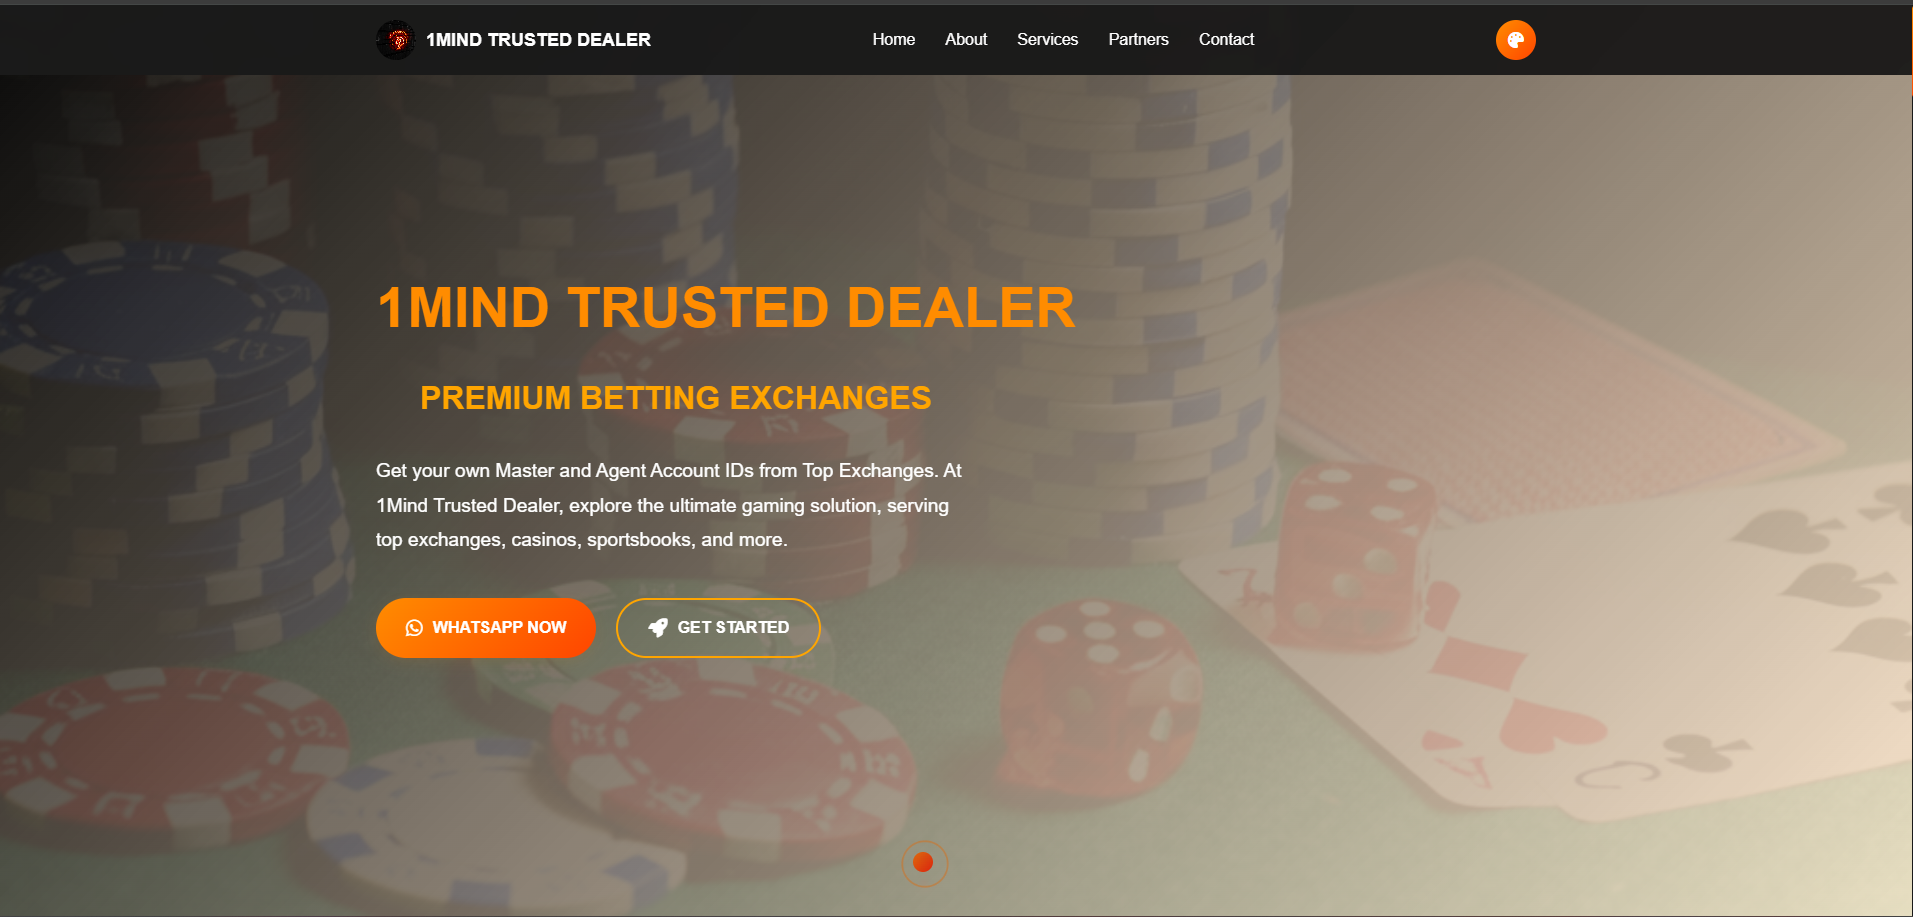 1MIND TRUSTED DEALER
Home
About
Services
Partners
Contact
1MIND TRUSTED DEALER
PREMIUM BETTING EXCHANGES
Get your own Master and Agent Account IDs from Top Exchanges. At
1Mind Trusted Dealer, explore the ultimate gaming solution, serving
top exchanges, casinos, sportsbooks, and more.
WHATSAPP NOW
GET STARTED